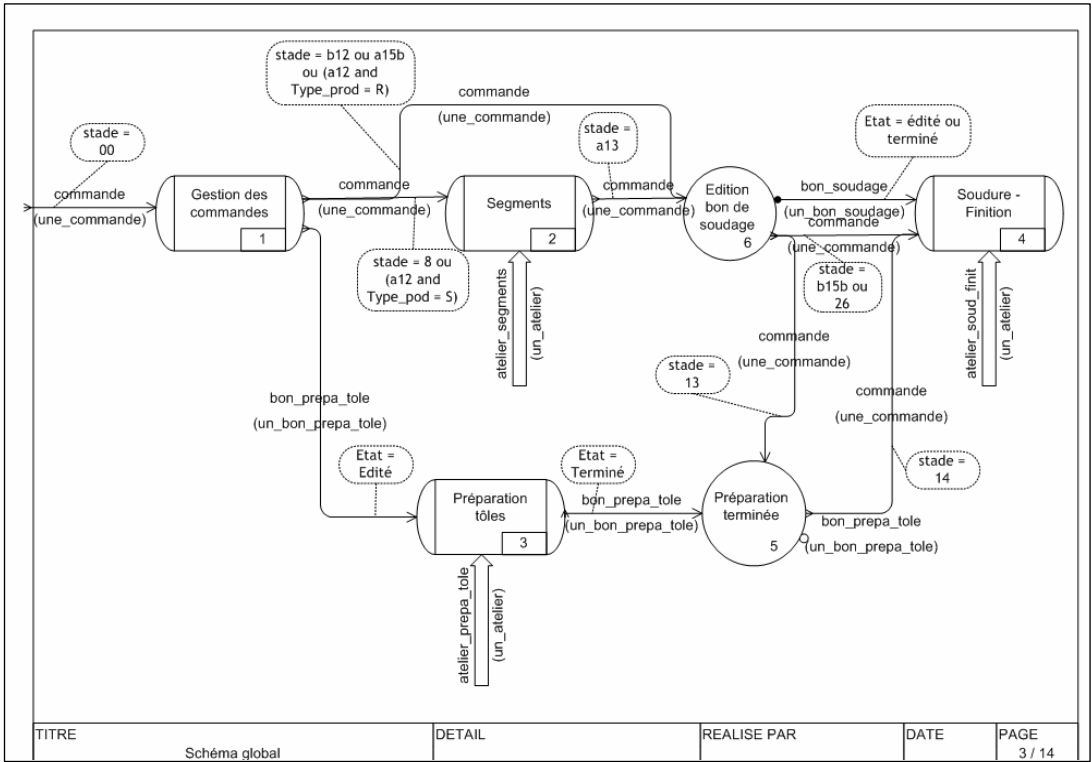 stade = b12 ou a15b
ou (a12 and
Type_prod = R)
commande
(une_commande)
stade =
00
stade =
a13
Etat = édité ou
terminé
commande
(une_commande)
Gestion des
commandes
1
commande
(une_commande)
Segments
2
commande
(une_commande)
Edition
bon de
soudage
6
bon_soudage
(un_bon_soudage)
commande
(une_commande)
Soudure -
Finition
4
stade = 8 ou
(a12 and
Type_pod = S)
stade =
b15b ou
26
atelier_segments
(un_atelier)
atelier_soud_finit
(un_atelier)
commande
(une_commande)
stade =
13
commande
(une_commande)
bon_prepa_tole
(un_bon_prepa_tole)
Etat =
Edité
Etat =
Terminé
stade =
14
Préparation
tôles
3
bon_prepa_tole
(un_bon_prepa_tole)
Préparation
terminée
5
bon_prepa_tole
(un_bon_prepa_tole)
atelier_prepa_tole
(un_atelier)
TITRE
Schéma global
DETAIL
REALISE PAR
DATE
PAGE
3 / 14